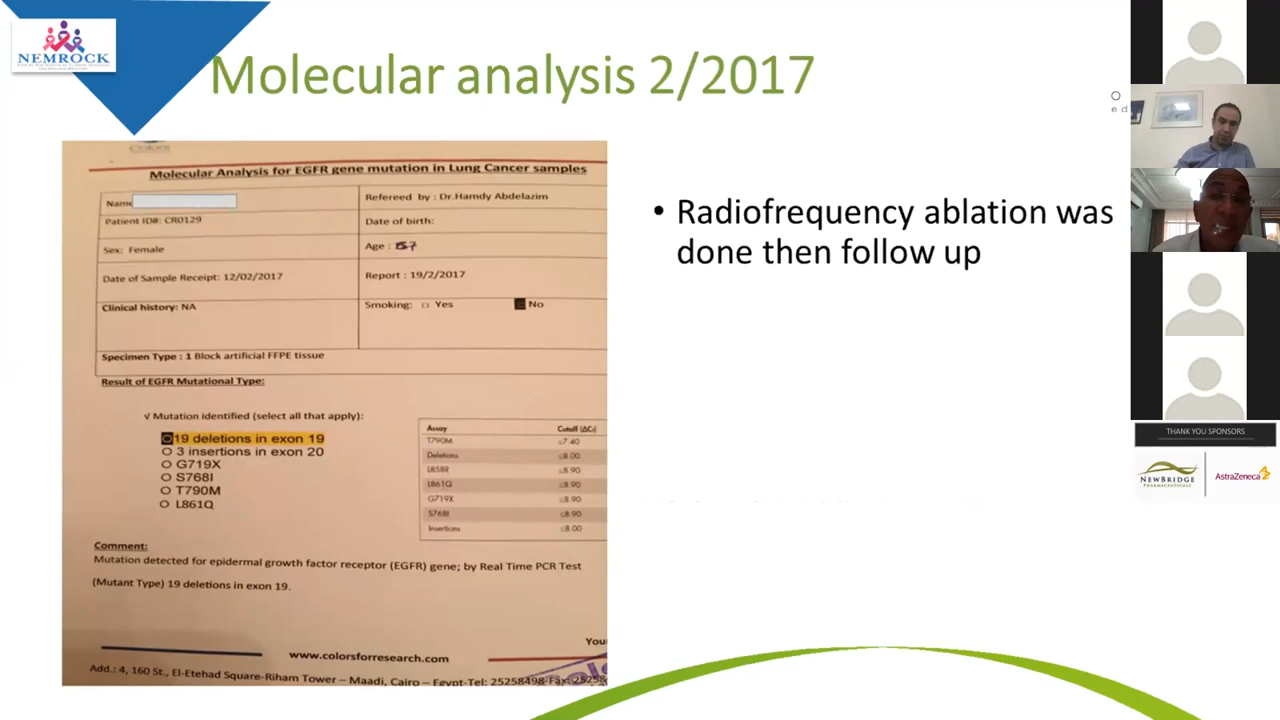 NEMROCK
Molecular analysis 2/2017
Molecular Analysis for EGFR gene mutation in Lung Cancer samples
Name
Refereed by : Dr.Hamdy Abdelazim
Patient ID#: CR0129
Date of birth:
Sex: Female
Age : 57
Date of Sample Receipt: 12/02/2017
Report : 19/2/2017
Clinical history: NA
Smoking: □ Yes ■ No
Specimen Type : 1 Block artificial FFPE tissue
Result of EGFR Mutational Type:
√ Mutation identified (select all that apply):
19 deletions in exon 19
O 3 insertions in exon 20
O G719X
O S768I
O T790M
O L861Q
Assay Cutoff (ΔCt
T790M ≤7.40
Deletions ≤8.00
L858R ≤8.90
L861Q ≤8.90
G719X ≤8.90
S768I ≤8.90
Insertions ≤8.00
Comment:
Mutation detected for epidermal growth factor receptor (EGFR) gene; by Real Time PCR Test
(Mutant Type) 19 deletions in exon 19.
You
www.colorsforresearch.com
Add.: 4, 160 St., El-Etehad Square-Riham Tower – Maadi, Cairo – Egypt-Tel: 25258498-Fax: 25258
• Radiofrequency ablation was
done then follow up
O
ed
THANK YOU SPONSORS
NEWBRIDGE
PHARMACEUTICALS
AstraZeneca